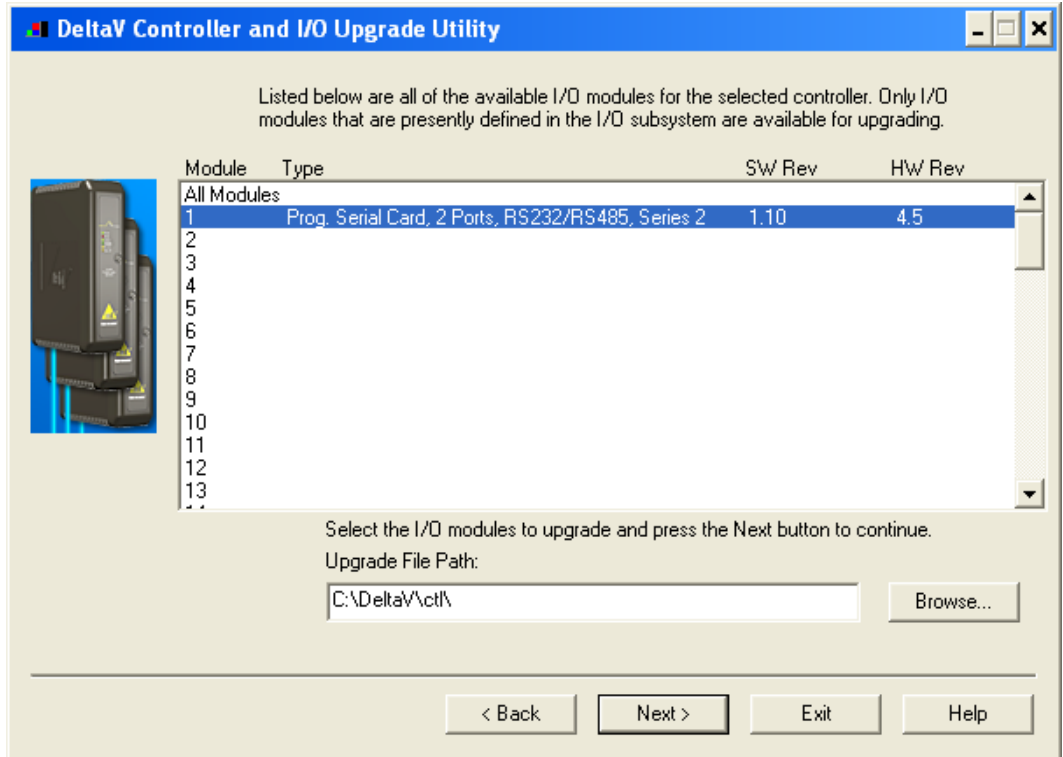 DeltaV Controller and I/O Upgrade Utility
Listed below are all of the available I/O modules for the selected controller. Only I/O
modules that are presently defined in the I/O subsystem are available for upgrading.
Module Type SW Rev HW Rev
All Modules
1 Prog. Serial Card, 2 Ports, RS232/RS485, Series 2 1.10 4.5
2
3
4
5
6
7
8
9
10
11
12
13
Select the I/O modules to upgrade and press the Next button to continue.
Upgrade File Path:
C:\DeltaV\ctl\ Browse...
< Back Next > Exit Help